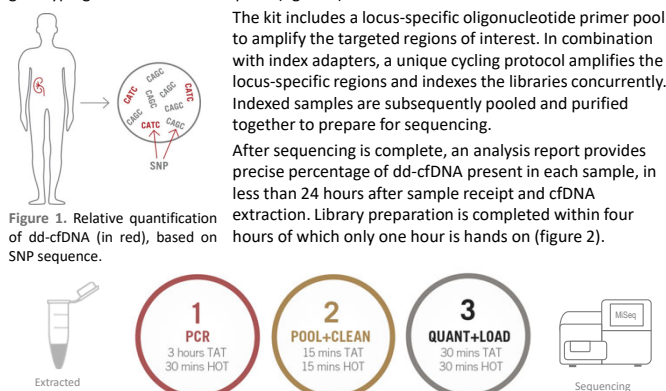 The kit includes a locus-specific oligonucleotide primer pool
to amplify the targeted regions of interest. In combination
with index adapters, a unique cycling protocol amplifies the
locus-specific regions and indexes the libraries concurrently.
Indexed samples are subsequently pooled and purified
together to prepare for sequencing.
After sequencing is complete, an analysis report provides
precise percentage of dd-cfDNA present in each sample, in
less than 24 hours after sample receipt and cfDNA
extraction. Library preparation is completed within four
hours of which only one hour is hands on (figure 2).
CAGC
CATC
CAGC
CATC
CAGC
CAGC
CAGC
CATC
CAGC
SNP
Figure 1. Relative quantification
of dd-cfDNA (in red), based on
SNP sequence.
Extracted
1
PCR
3 hours TAT
30 mins HOT
2
POOL+CLEAN
15 mins TAT
15 mins HOT
3
QUANT+LOAD
30 mins TAT
30 mins HOT
MiSeq
Sequencing